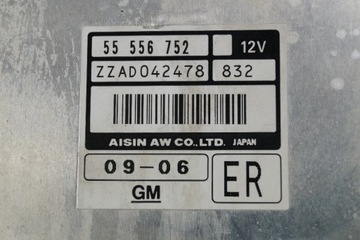 55 556 752 12V
ZZAD042478 832
AISIN AW CO., LTD. JAPAN
09-06 ER
GM